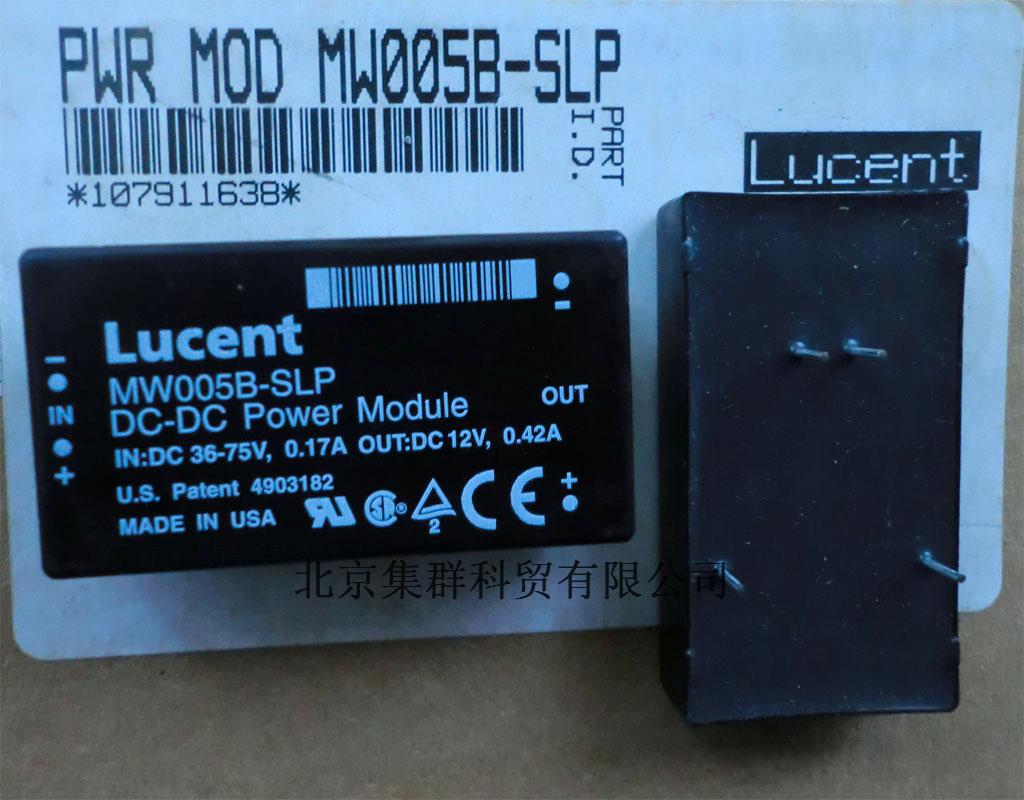 PWR MOD MW005B-SLP
PART
I.D.
*107911638*
Lucent
Lucent
MW005B-SLP
DC-DC Power Module
IN:DC 36-75V, 0.17A OUT:DC 12V, 0.42A
U.S. Patent 4903182
MADE IN USA
−
IN
+
−
OUT
+
2
CE
北京集群科贸有限公司